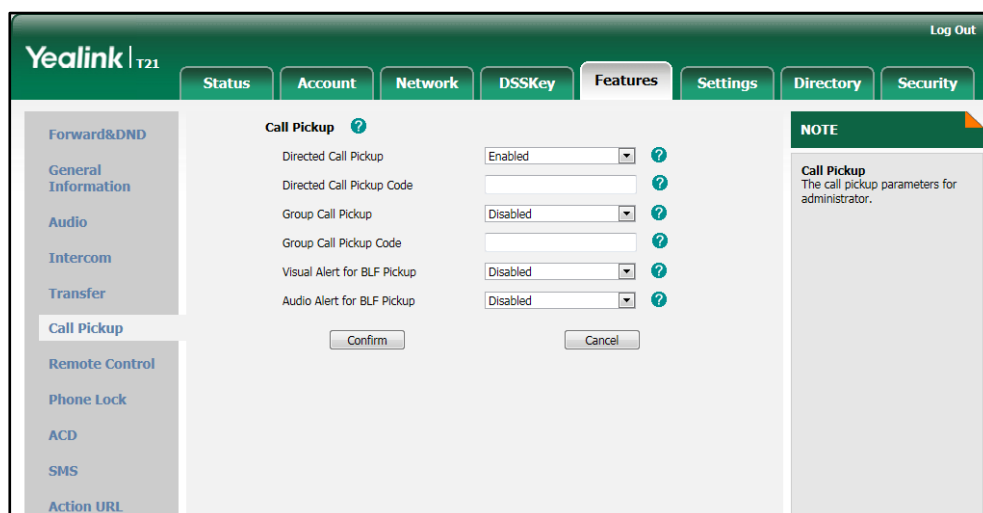 Log Out
Yealink T21
Status Account Network DSSKey Features Settings Directory Security
Forward&DND
General
Information
Audio
Intercom
Transfer
Call Pickup
Remote Control
Phone Lock
ACD
SMS
Action URL
Call Pickup ?
Directed Call Pickup Enabled ?
Directed Call Pickup Code ?
Group Call Pickup Disabled ?
Group Call Pickup Code ?
Visual Alert for BLF Pickup Disabled ?
Audio Alert for BLF Pickup Disabled ?
Confirm Cancel
NOTE
Call Pickup
The call pickup parameters for
administrator.